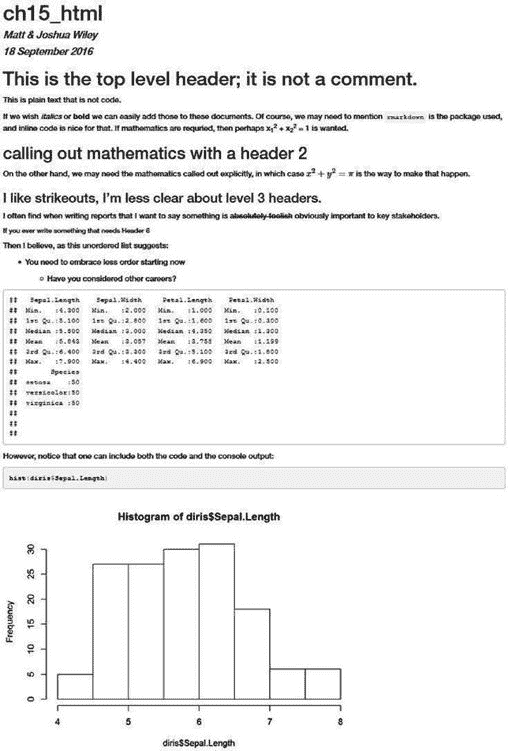 ch15_html
Matt & Joshua Wiley
18 September 2016
This is the top level header; it is not a comment.
This is plain text that is not code.
If we wish italics or bold we can easily add those to these documents. Of course, we may need to mention rmarkdown is the package used,
and inline code is nice for that. If mathematics are requried, then perhaps x₁² + x₂² = 1 is wanted.
calling out mathematics with a header 2
On the other hand, we may need the mathematics called out explicitly, in which case x² + y² = π is the way to make that happen.
I like strikeouts, I'm less clear about level 3 headers.
I often find when writing reports that I want to say something is absolutely foolish obviously important to key stakeholders.
If you ever write something that needs Header 6
Then I believe, as this unordered list suggests:
• You need to embrace less order starting now
○ Have you considered other careers?
## Sepal.Length Sepal.Width Petal.Length Petal.Width
## Min. :4.300 Min. :2.000 Min. :1.000 Min. :0.100
## 1st Qu.:5.100 1st Qu.:2.800 1st Qu.:1.600 1st Qu.:0.300
## Median :5.800 Median :3.000 Median :4.350 Median :1.300
## Mean :5.843 Mean :3.057 Mean :3.758 Mean :1.199
## 3rd Qu.:6.400 3rd Qu.:3.300 3rd Qu.:5.100 3rd Qu.:1.800
## Max. :7.900 Max. :4.400 Max. :6.900 Max. :2.500
## Species
## setosa :50
## versicolor:50
## virginica :50
##
##
##
However, notice that one can include both the code and the console output:
hist(diris$Sepal.Length)
Histogram of diris$Sepal.Length
Frequency
30
25
20
15
10
5
0
4 5 6 7 8
diris$Sepal.Length